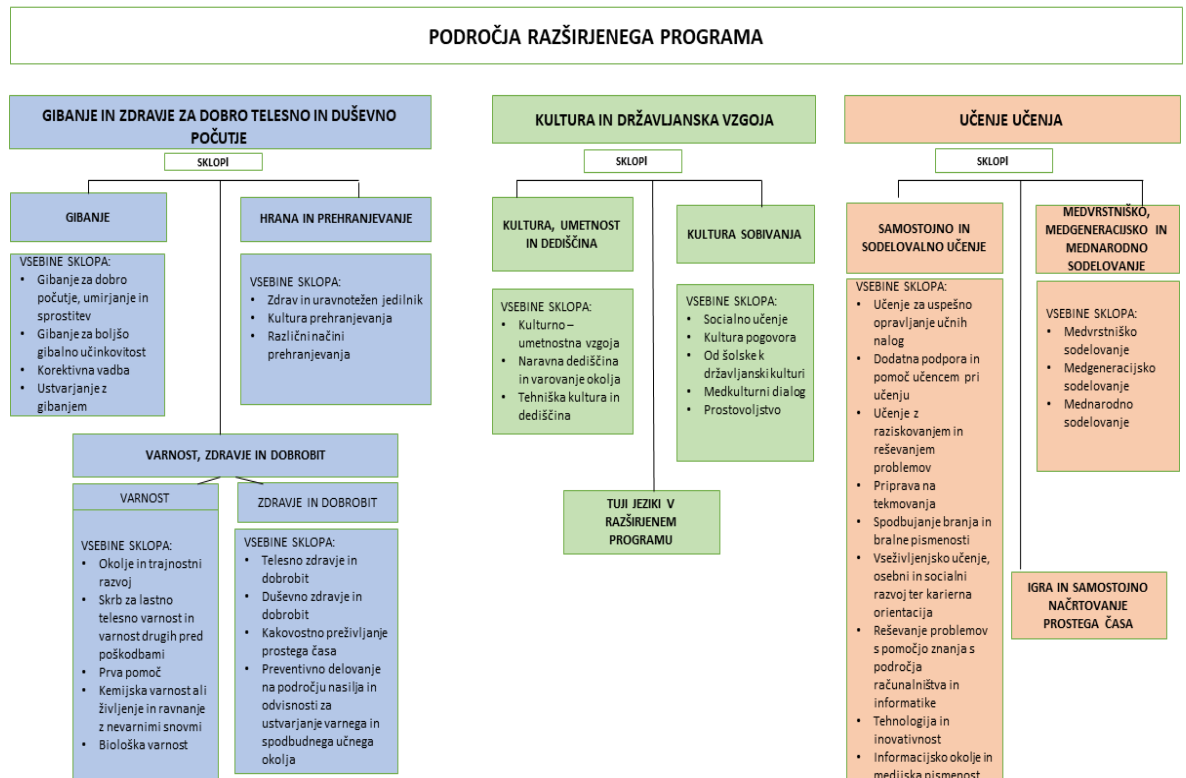 PODROČJA RAZŠIRJENEGA PROGRAMA
GIBANJE IN ZDRAVJE ZA DOBRO TELESNO IN DUŠEVNO
POČUTJE
SKLOPI
GIBANJE
VSEBINE SKLOPA:
• Gibanje za dobro
počutje, umirjanje in
sprostitev
• Gibanje za boljšo
gibalno učinkovitost
• Korektivna vadba
• Ustvarjanje z
gibanjem
HRANA IN PREHRANJEVANJE
VSEBINE SKLOPA:
• Zdrav in uravnotežen jedilnik
• Kultura prehranjevanja
• Različni načini
prehranjevanja
VARNOST, ZDRAVJE IN DOBROBIT
VARNOST
VSEBINE SKLOPA:
• Okolje in trajnostni
razvoj
• Skrb za lastno
telesno varnost in
varnost drugih pred
poškodbami
• Prva pomoč
• Kemijska varnost ali
življenje in ravnanje
z nevarnimi snovmi
• Biološka varnost
ZDRAVJE IN DOBROBIT
VSEBINE SKLOPA:
• Telesno zdravje in
dobrobit
• Duševno zdravje in
dobrobit
• Kakovostno preživljanje
prostega časa
• Preventivno delovanje
na področju nasilja in
odvisnosti za
ustvarjanje varnega in
spodbudnega učnega
okolja
KULTURA IN DRŽAVLJANSKA VZGOJA
SKLOPI
KULTURA, UMETNOST
IN DEDIŠČINA
VSEBINE SKLOPA:
• Kulturno –
umetnostna vzgoja
• Naravna dediščina
in varovanje okolja
• Tehniška kultura in
dediščina
KULTURA SOBIVANJA
VSEBINE SKLOPA:
• Socialno učenje
• Kultura pogovora
• Od šolske k
državljanski kulturi
• Medkulturni dialog
• Prostovoljstvo
TUJI JEZIKI V
RAZŠIRJENEM
PROGRAMU
UČENJE UČENJA
SKLOPI
SAMOSTOJNO IN
SODELOVALNO UČENJE
VSEBINE SKLOPA:
• Učenje za uspešno
opravljanje učnih
nalog
• Dodatna podpora in
pomoč učencem pri
učenju
• Učenje z
raziskovanjem in
reševanjem
problemov
• Priprava na
tekmovanja
• Spodbujanje branja in
bralne pismenosti
• Vseživljenjsko učenje,
osebni in socialni
razvoj ter karierna
orientacija
• Reševanje problemov
s pomočjo znanja s
področja
računalništva in
informatike
• Tehnologija in
inovativnost
• Informacijsko okolje in
medijska pismenost
MEDVRSTNIŠKO,
MEDGENERACIJSKO IN
MEDNARODNO
SODELOVANJE
VSEBINE SKLOPA:
• Medvrstniško
sodelovanje
• Medgeneracijsko
sodelovanje
• Mednarodno
sodelovanje
IGRA IN SAMOSTOJNO
NAČRTOVANJE
PROSTEGA ČASA